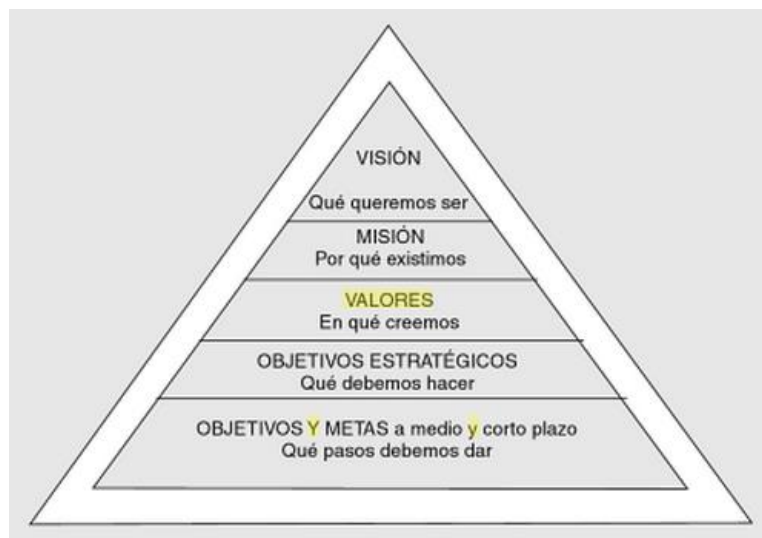 VISIÓN
Qué queremos ser
MISIÓN
Por qué existimos
VALORES
En qué creemos
OBJETIVOS ESTRATÉGICOS
Qué debemos hacer
OBJETIVOS Y METAS a medio y corto plazo
Qué pasos debemos dar